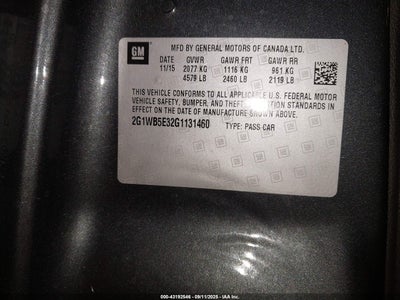 GM
MFD BY GENERAL MOTORS OF CANADA LTD.
DATE GVWR GAWR FRT GAWR RR
11/15 2077 KG 1116 KG 961 KG
4579 LB 2460 LB 2119 LB
THIS VEHICLE CONFORMS TO ALL APPLICABLE U.S. FEDERAL MOTOR
VEHICLE SAFETY, BUMPER, AND THEFT PREVENTION STANDARDS IN
EFFECT ON THE DATE OF MANUFACTURE SHOWN ABOVE.
2G1WB5E32G1131460 TYPE: PASS CAR
000-43192546 - 09/11/2025 - IAA Inc.